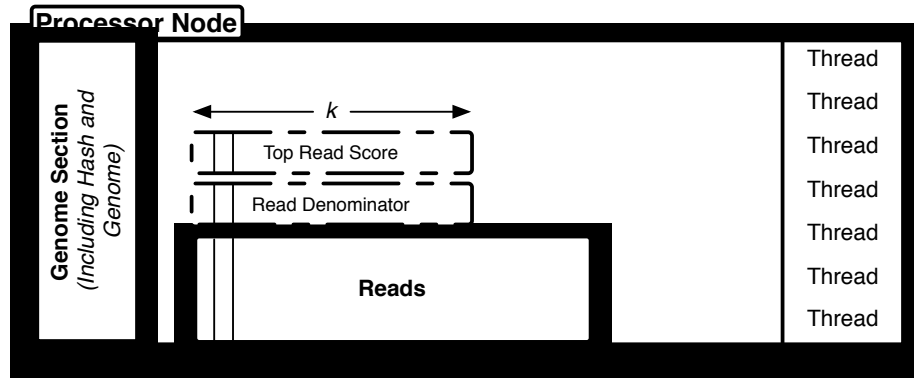 Processor Node
Genome Section
(Including Hash and
Genome)
k
Top Read Score
Read Denominator
Reads
Thread
Thread
Thread
Thread
Thread
Thread
Thread